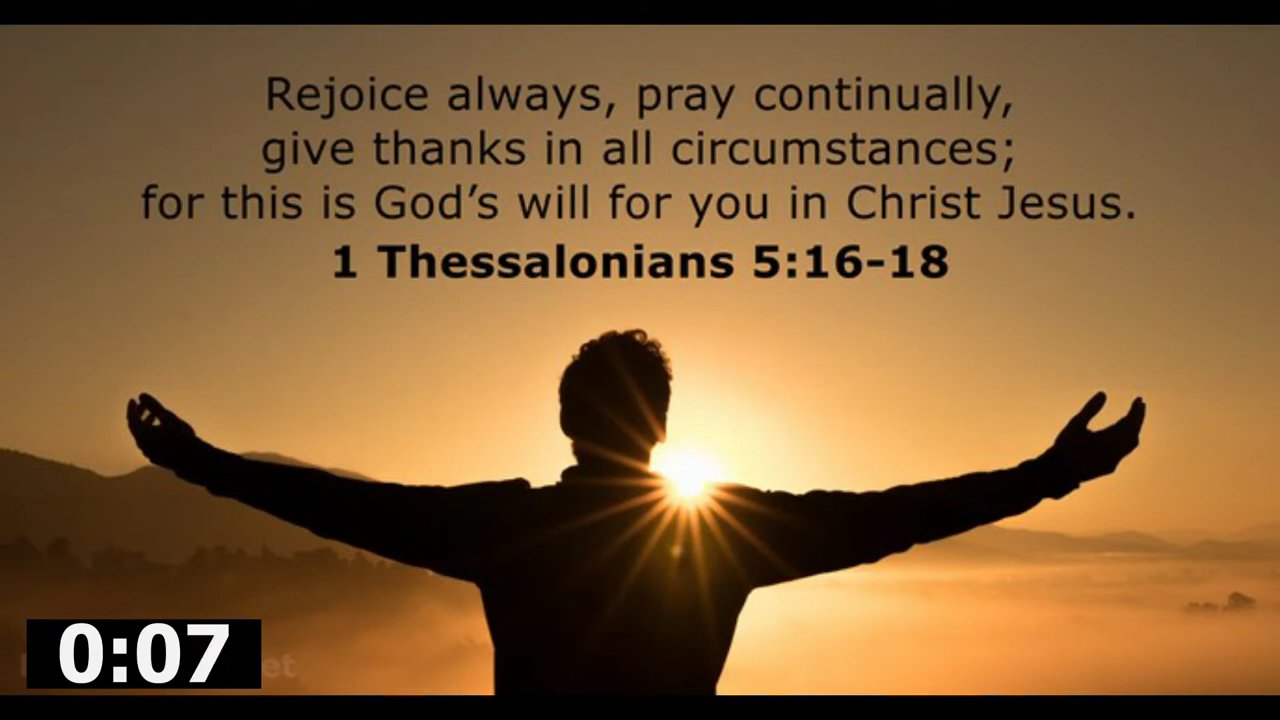 Rejoice always, pray continually,
give thanks in all circumstances;
for this is God’s will for you in Christ Jesus.
1 Thessalonians 5:16-18
0:07